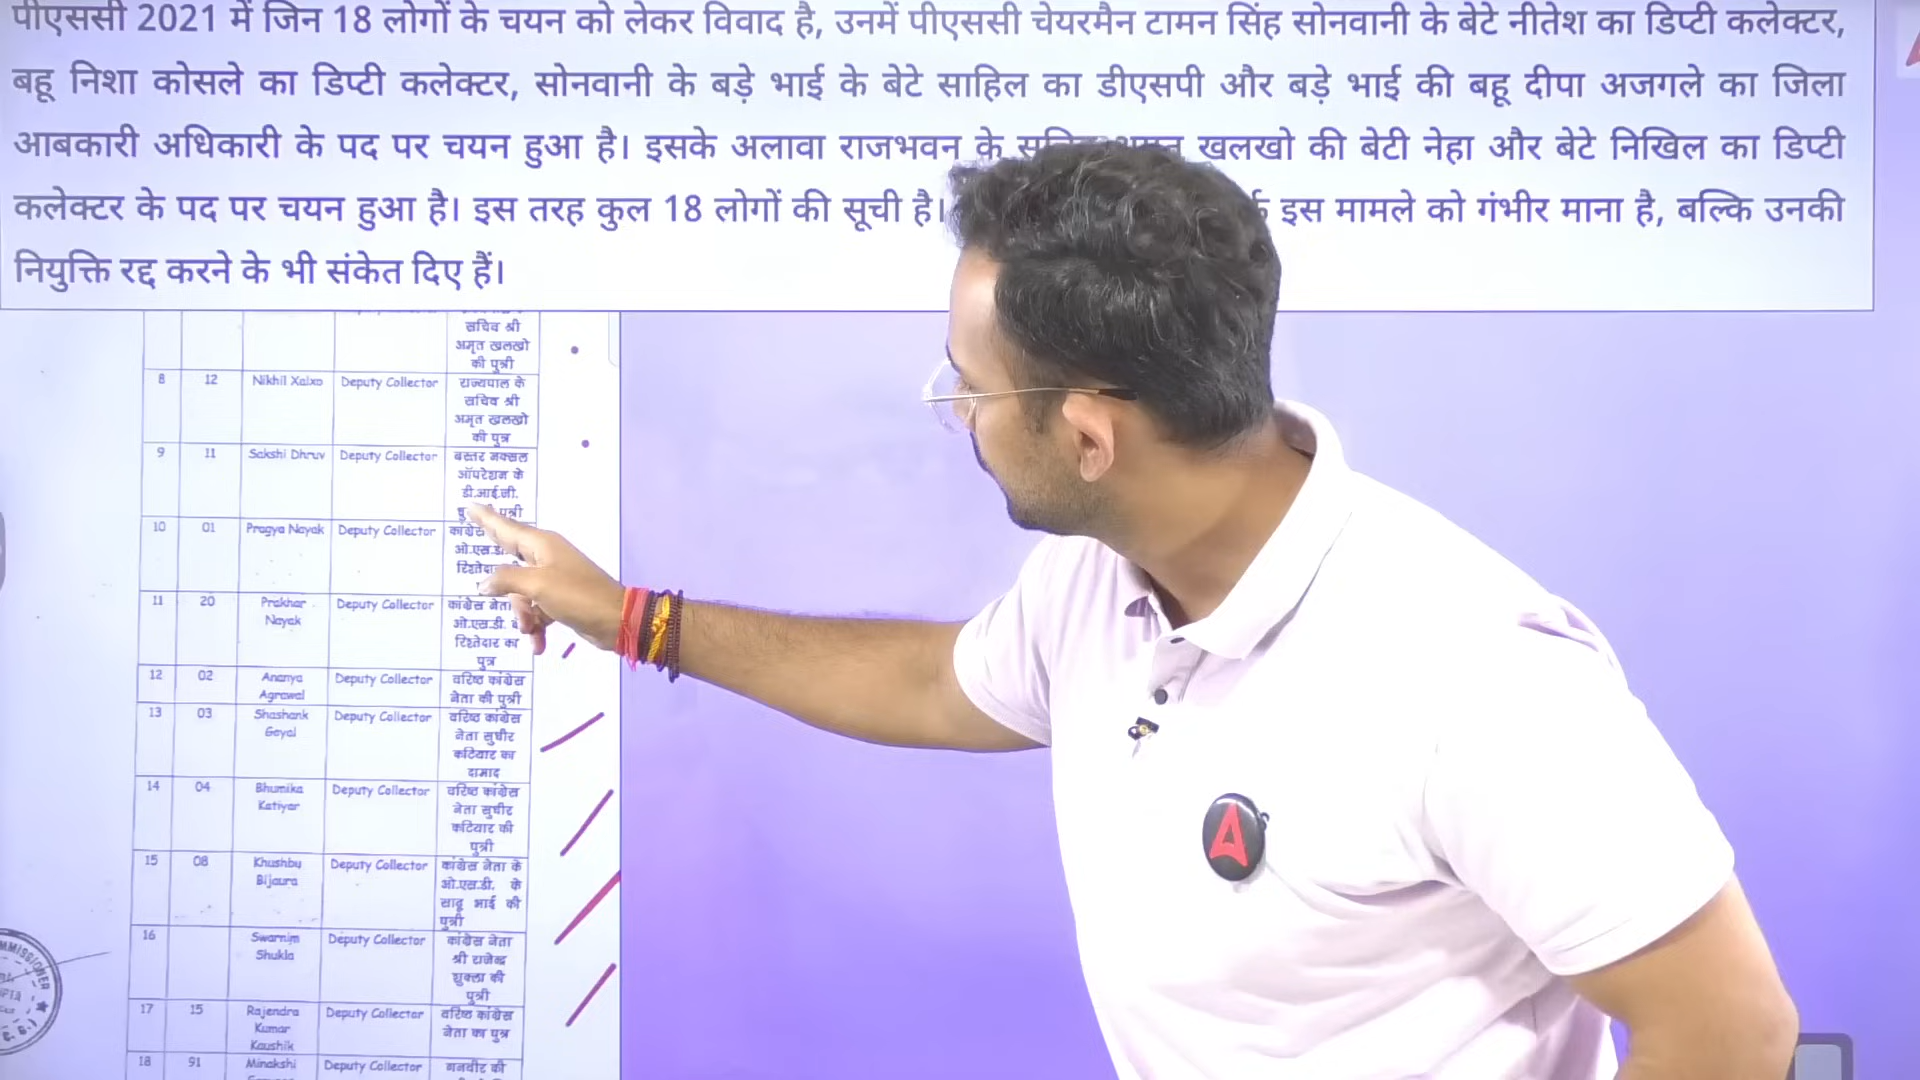 पीएससी 2021 में जिन 18 लोगों के चयन को लेकर विवाद है, उनमें पीएससी चेयरमैन टामन सिंह सोनवानी के बेटे नीतेश का डिप्टी कलेक्टर,
बहू निशा कोसले का डिप्टी कलेक्टर, सोनवानी के बड़े भाई के बेटे साहिल का डीएसपी और बड़े भाई की बहू दीपा अजगले का जिला
आबकारी अधिकारी के पद पर चयन हुआ है। इसके अलावा राजभवन के खलखो की बेटी नेहा और बेटे निखिल का डिप्टी
कलेक्टर के पद पर चयन हुआ है। इस तरह कुल 18 लोगों की सूची है। इस मामले को गंभीर माना है, बल्कि उनकी
नियुक्ति रद्द करने के भी संकेत दिए हैं।
सचिव श्री
अमृत खलखो
की पुत्री
8 12 Nikhil Xalxo Deputy Collector राज्यपाल के
सचिव श्री
अमृत खलखो
की पुत्र
9 11 Sakshi Dhruv Deputy Collector बस्तर नक्सल
ऑपरेशन के
डी.आई.जी.
पुत्री
10 01 Pragya Nayak Deputy Collector कांग्रेस
ओ.एस.डी.
11 20 Prakhar Deputy Collector कांग्रेस नेता
Nayak ओ.एस.डी.
रिश्तेदार का
पुत्र
12 02 Ananya Deputy Collector वरिष्ठ कांग्रेस
Agrawal नेता की पुत्री
13 03 Shashank Deputy Collector वरिष्ठ कांग्रेस
Goyal नेता सुधीर
कटियार का
दामाद
14 04 Bhumika Deputy Collector वरिष्ठ कांग्रेस
Katiyar नेता सुधीर
कटियार की
पुत्री
15 08 Khushbu Deputy Collector कांग्रेस नेता के
Bijaura ओ.एस.डी. के
साढू भाई की
पुत्री
16 Swarnim Deputy Collector कांग्रेस नेता
Shukla श्री राजेन्द्र
शुक्ला की
पुत्री
17 15 Rajendra Deputy Collector वरिष्ठ कांग्रेस
Kumar नेता का पुत्र
Kaushik
18 91 Minakshi Deputy Collector की